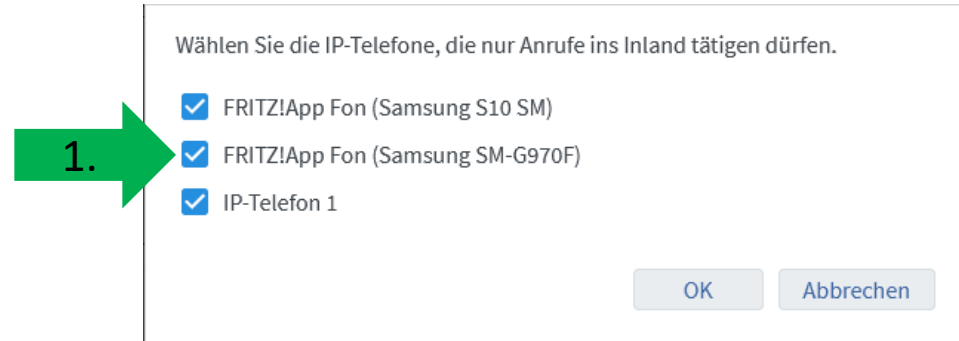 Wählen Sie die IP-Telefone, die nur Anrufe ins Inland tätigen dürfen.
FRITZ!App Fon (Samsung S10 SM)
1.
FRITZ!App Fon (Samsung SM-G970F)
IP-Telefon 1
OK
Abbrechen